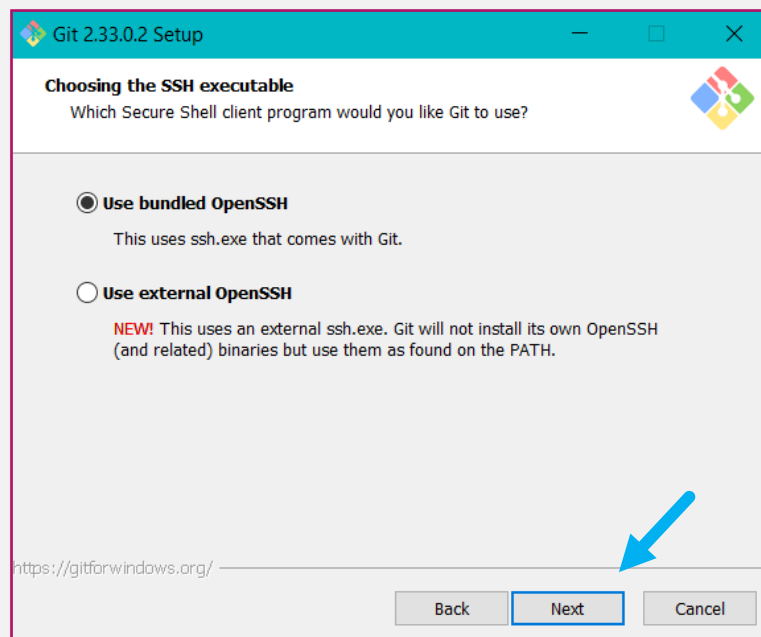 Git 2.33.0.2 Setup
Choosing the SSH executable
Which Secure Shell client program would you like Git to use?
Use bundled OpenSSH
This uses ssh.exe that comes with Git.
Use external OpenSSH
NEW! This uses an external ssh.exe. Git will not install its own OpenSSH
(and related) binaries but use them as found on the PATH.
https://gitforwindows.org/
Back Next Cancel